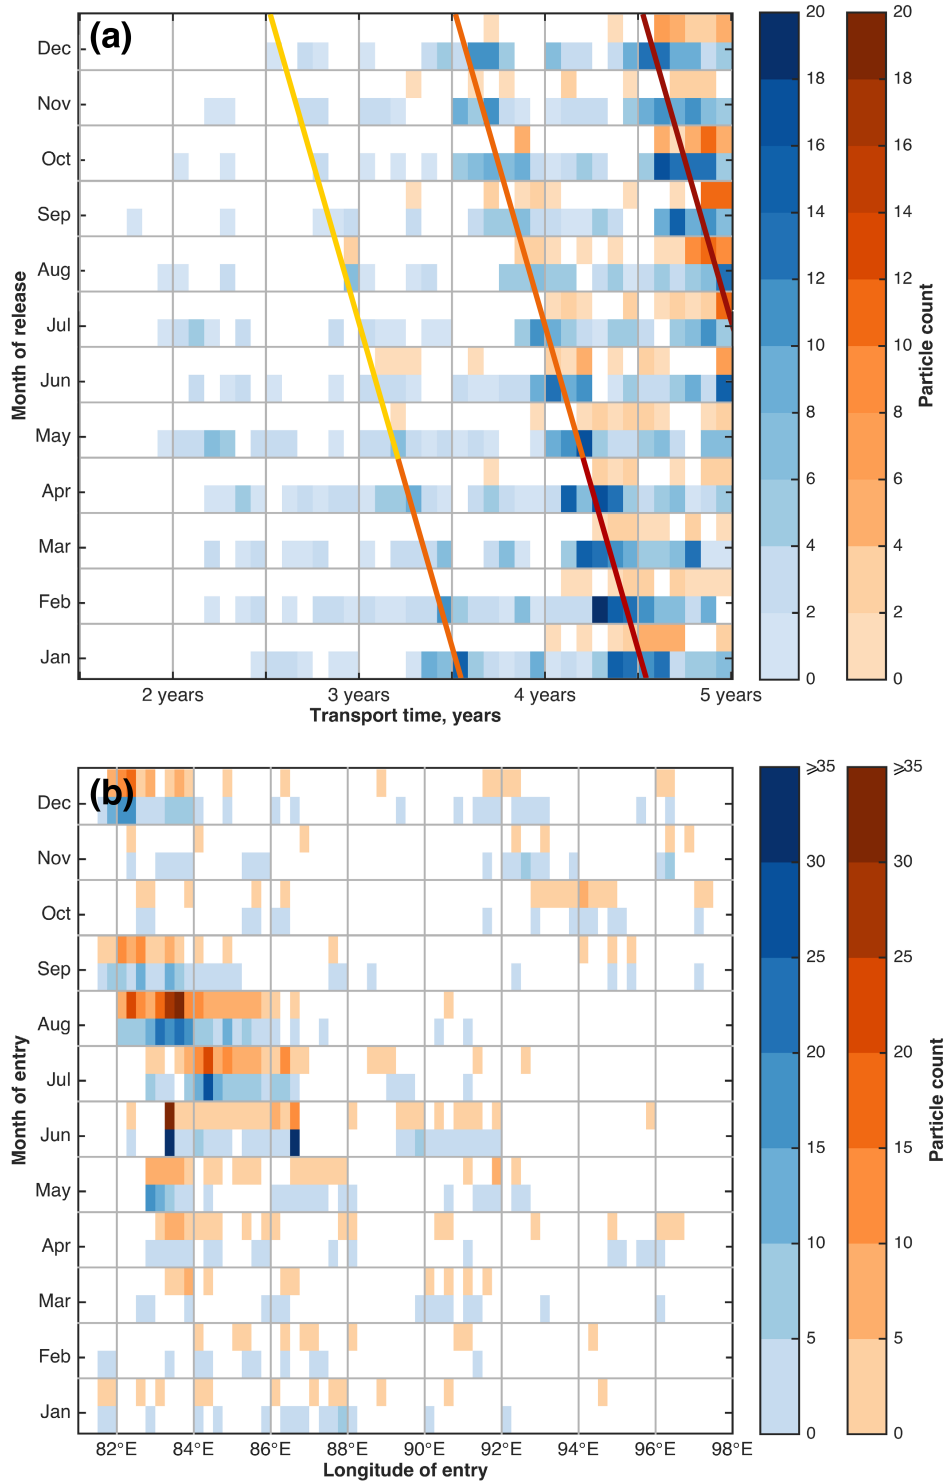 (a)
Dec
Nov
Oct
Sep
Aug
Jul
Jun
May
Apr
Mar
Feb
Jan
Month of release
2 years 3 years 4 years 5 years
Transport time, years
20
18
16
14
12
10
8
6
4
2
0
20
18
16
14
12
10
8
6
4
2
0
Particle count
(b)
Dec
Nov
Oct
Sep
Aug
Jul
Jun
May
Apr
Mar
Feb
Jan
Month of entry
82°E 84°E 86°E 88°E 90°E 92°E 94°E 96°E 98°E
Longitude of entry
⩾35
30
25
20
15
10
5
0
⩾35
30
25
20
15
10
5
0
Particle count